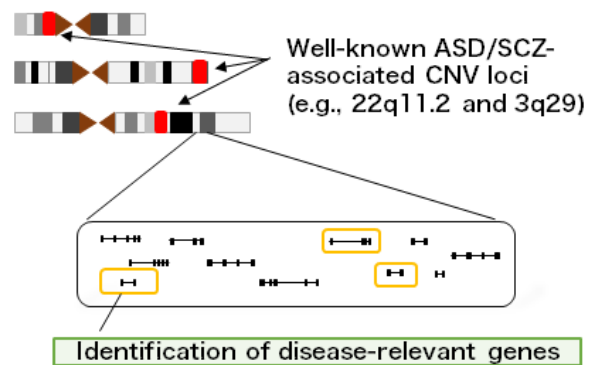 Well-known ASD/SCZ-
associated CNV loci
(e.g., 22q11.2 and 3q29)
Identification of disease-relevant genes